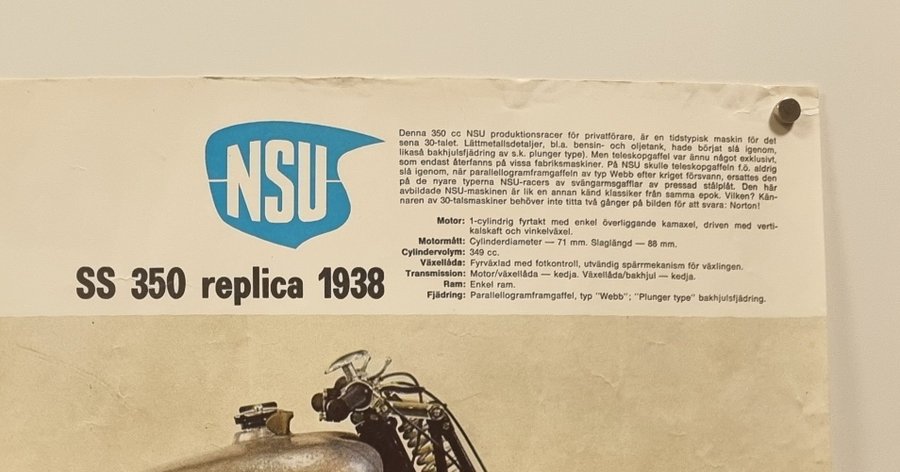 NSU
SS 350 replica 1938
Denna 350 cc NSU produktionsracer för privatförare, är en tidstypisk maskin för det
sena 30-talet. Lättmetallsdetaljer, bl.a. bensin- och oljetank, hade börjat slå igenom,
likaså bakhjulsfjädring av s.k. plunger type). Men teleskopgaffel var ännu något exklusivt,
som endast återfanns på vissa fabriksmaskiner. På NSU skulle teleskopgaffeln f.ö. aldrig
slå igenom, när parallellogramframgaffeln av typ Webb efter kriget försvann, ersattes den
på de nyare typerna NSU-racers av svängarmsgafflar av pressad stålplåt. Den här
avbildade NSU-maskinen är lik en annan känd klassiker från samma epok. Vilken? Kän-
naren av 30-talsmaskiner behöver inte titta två gånger på bilden för att svara: Norton!
Motor: 1-cylindrig fyrtakt med enkel överliggande kamaxel, driven med verti-
kalskaft och vinkelväxel.
Motormått: Cylinderdiameter — 71 mm. Slaglängd — 88 mm.
Cylindervolym: 349 cc.
Växellåda: Fyrväxlad med fotkontroll, utvändig spärrmekanism för växlingen.
Transmission: Motor/växellåda — kedja. Växellåda/bakhjul — kedja.
Ram: Enkel ram.
Fjädring: Parallellogramframgaffel, typ "Webb"; "Plunger type" bakhjulsfjädring.